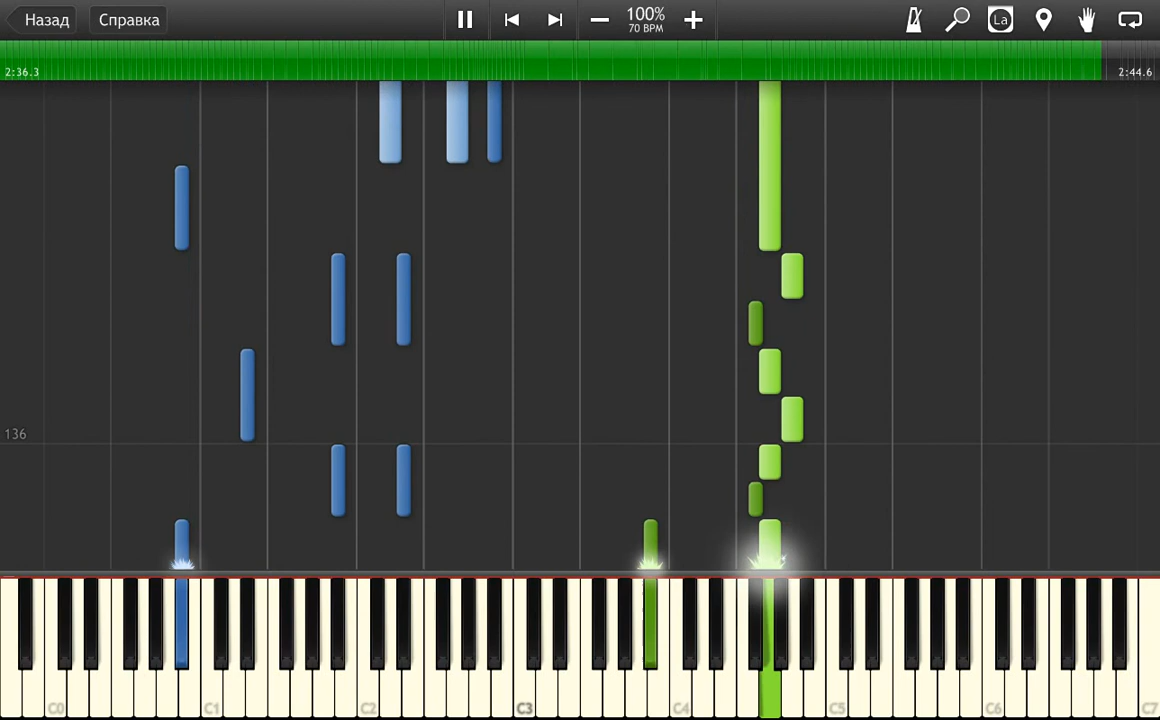 Назад
Справка
100%
70 BPM
La
2:36.3
2:44.6
136
C0
C1
C2
C3
C4
C5
C6
C7